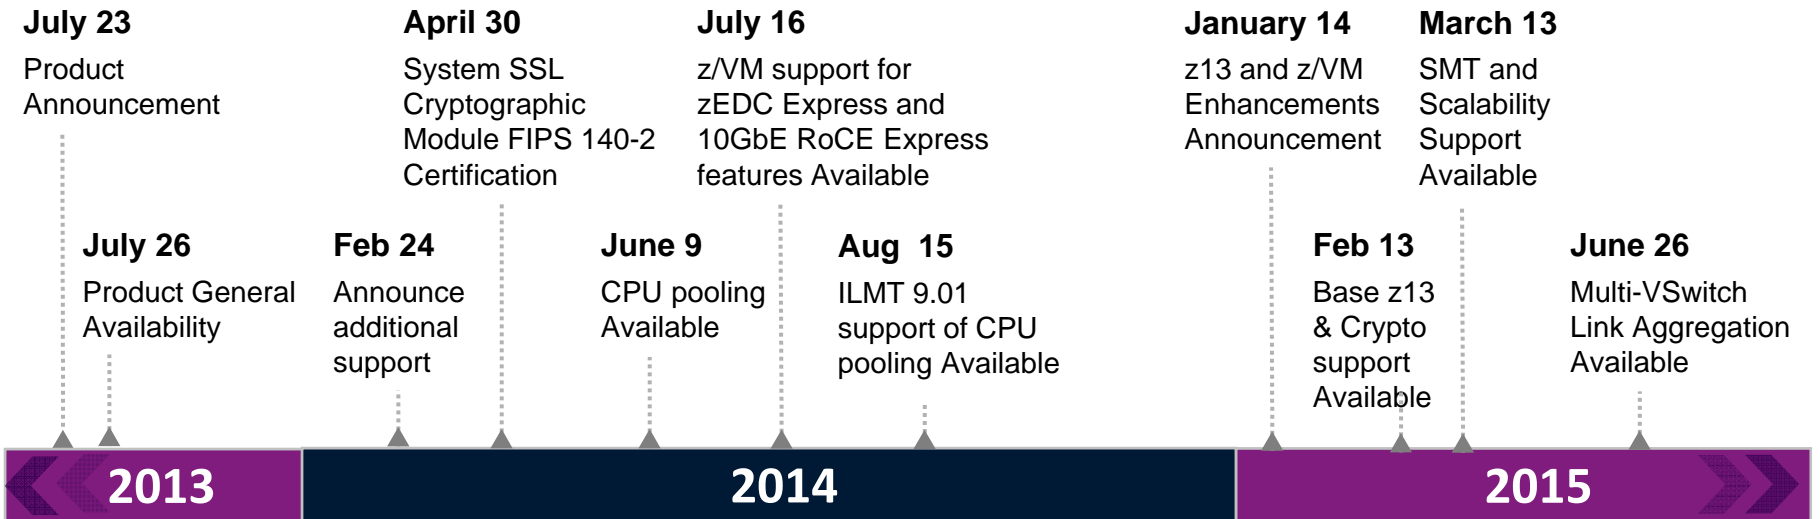 July 23
Product
Announcement
April 30
System SSL
Cryptographic
Module FIPS 140-2
Certification
July 16
z/VM support for
zEDC Express and
10GbE RoCE Express
features Available
January 14
z13 and z/VM
Enhancements
Announcement
March 13
SMT and
Scalability
Support
Available
July 26
Product General
Availability
Feb 24
Announce
additional
support
June 9
CPU pooling
Available
Aug 15
ILMT 9.01
support of CPU
pooling Available
Feb 13
Base z13
& Crypto
support
Available
June 26
Multi-VSwitch
Link Aggregation
Available
2013
2014
2015